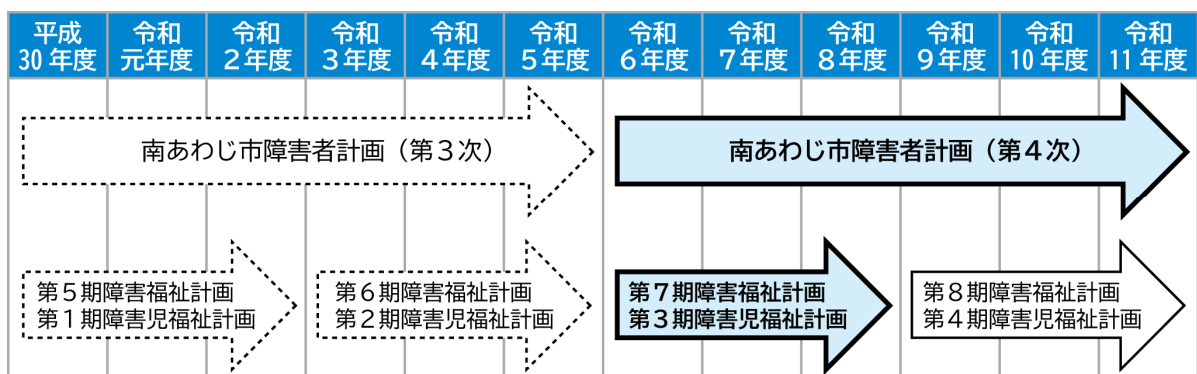 平成 令和 令和 令和 令和 令和 令和 令和 令和 令和 令和 令和
30 年度 元年度 2年度 3年度 4年度 5年度 6年度 7年度 8年度 9年度 10 年度 11 年度
南あわじ市障害者計画（第３次） 南あわじ市障害者計画（第４次）
第５期障害福祉計画 第６期障害福祉計画 第７期障害福祉計画 第８期障害福祉計画
第１期障害児福祉計画 第２期障害児福祉計画 第３期障害児福祉計画 第４期障害児福祉計画